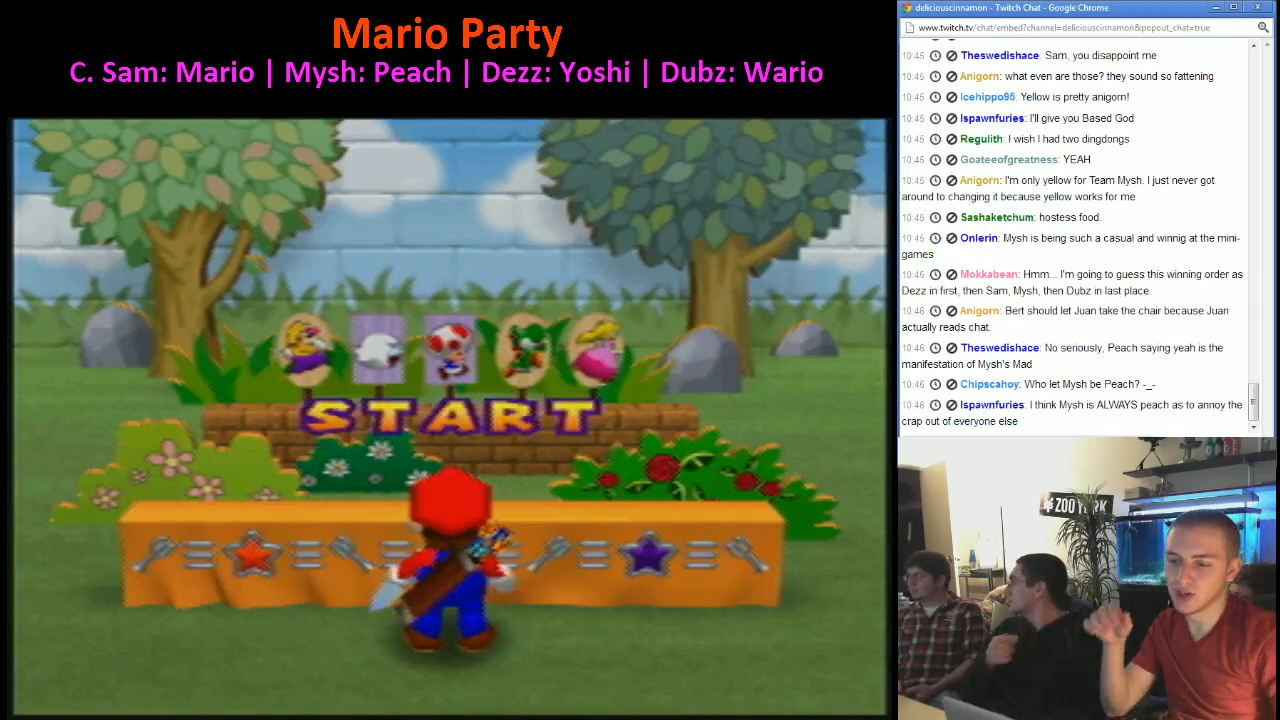 Mario Party
C. Sam: Mario | Mysh: Peach | Dezz: Yoshi | Dubz: Wario
START
deliciouscinnamon - Twitch Chat - Google Chrome
www.twitch.tv/chat/embed?channel=deliciouscinnamon&popout_chat=true
10:45 Theswedishace: Sam, you disappoint me
10:45 Anigorn: what even are those? they sound so fattening
10:45 Icehippo95: Yellow is pretty anigorn!
10:45 Ispawnfuries: I'll give you Based God
10:45 Regulith: I wish I had two dingdongs
10:45 Goateeofgreatness: YEAH
10:45 Anigorn: I'm only yellow for Team Mysh. I just never got
around to changing it because yellow works for me
10:45 Sashaketchum: hostess food.
10:45 Onlerin: Mysh is being such a casual and winnig at the mini-
games
10:46 Mokkabean: Hmm... I'm going to guess this winning order as
Dezz in first, then Sam, Mysh, then Dubz in last place.
10:46 Anigorn: Bert should let Juan take the chair because Juan
actually reads chat.
10:46 Theswedishace: No seriously, Peach saying yeah is the
manifestation of Mysh's Mad
10:46 Chipscahoy: Who let Mysh be Peach? -_-
10:46 Ispawnfuries: I think Mysh is ALWAYS peach as to annoy the
crap out of everyone else
ZOO YORK